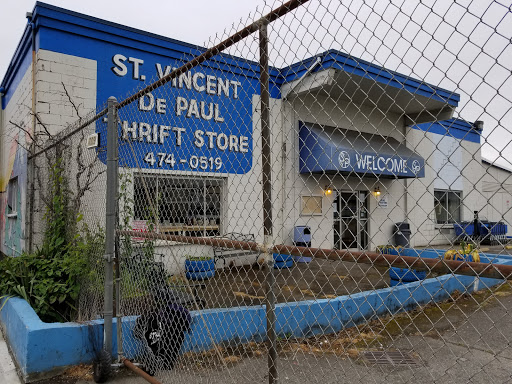 ST. VINCENT
DE PAUL
THRIFT STORE
474-0519
WELCOME